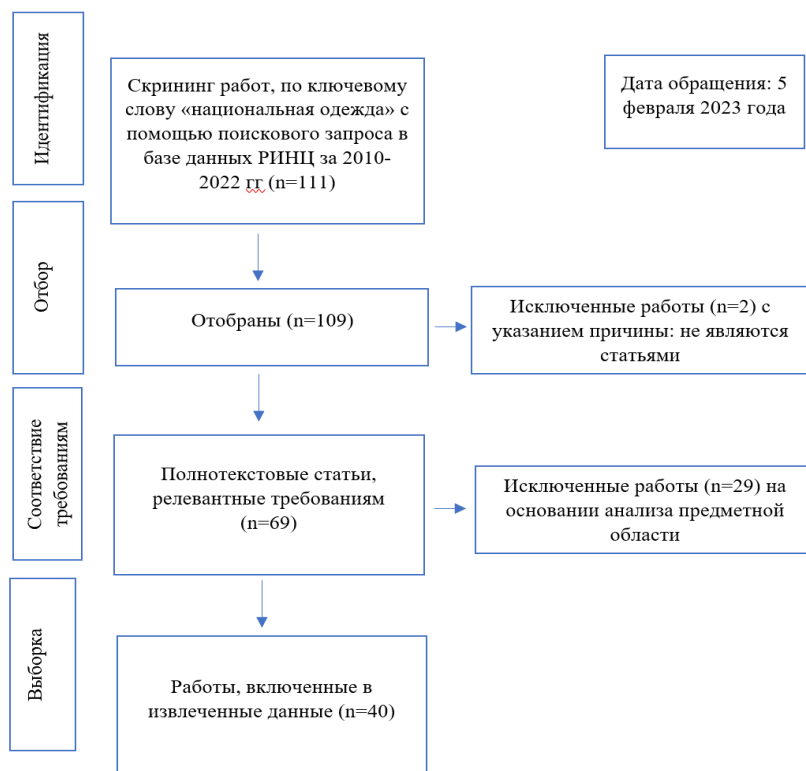 Идентификация
Скрининг работ, по ключевому
слову «национальная одежда» с
помощью поискового запроса в
базе данных РИНЦ за 2010-
2022 гг (n=111)
Дата обращения: 5
февраля 2023 года
Отбор
Отобраны (n=109)
Исключенные работы (n=2) с
указанием причины: не являются
статьями
Соответствие
требованиям
Полнотекстовые статьи,
релевантные требованиям
(n=69)
Исключенные работы (n=29) на
основании анализа предметной
области
Выборка
Работы, включенные в
извлеченные данные (n=40)